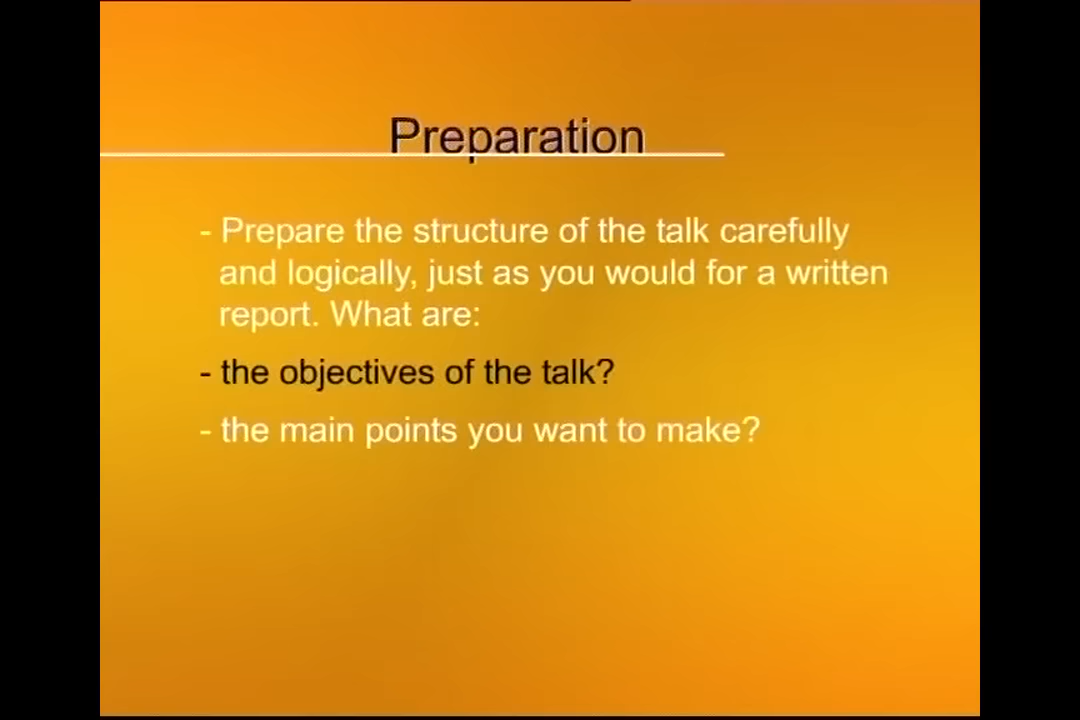 Preparation
- Prepare the structure of the talk carefully
and logically, just as you would for a written
report. What are:
- the objectives of the talk?
- the main points you want to make?